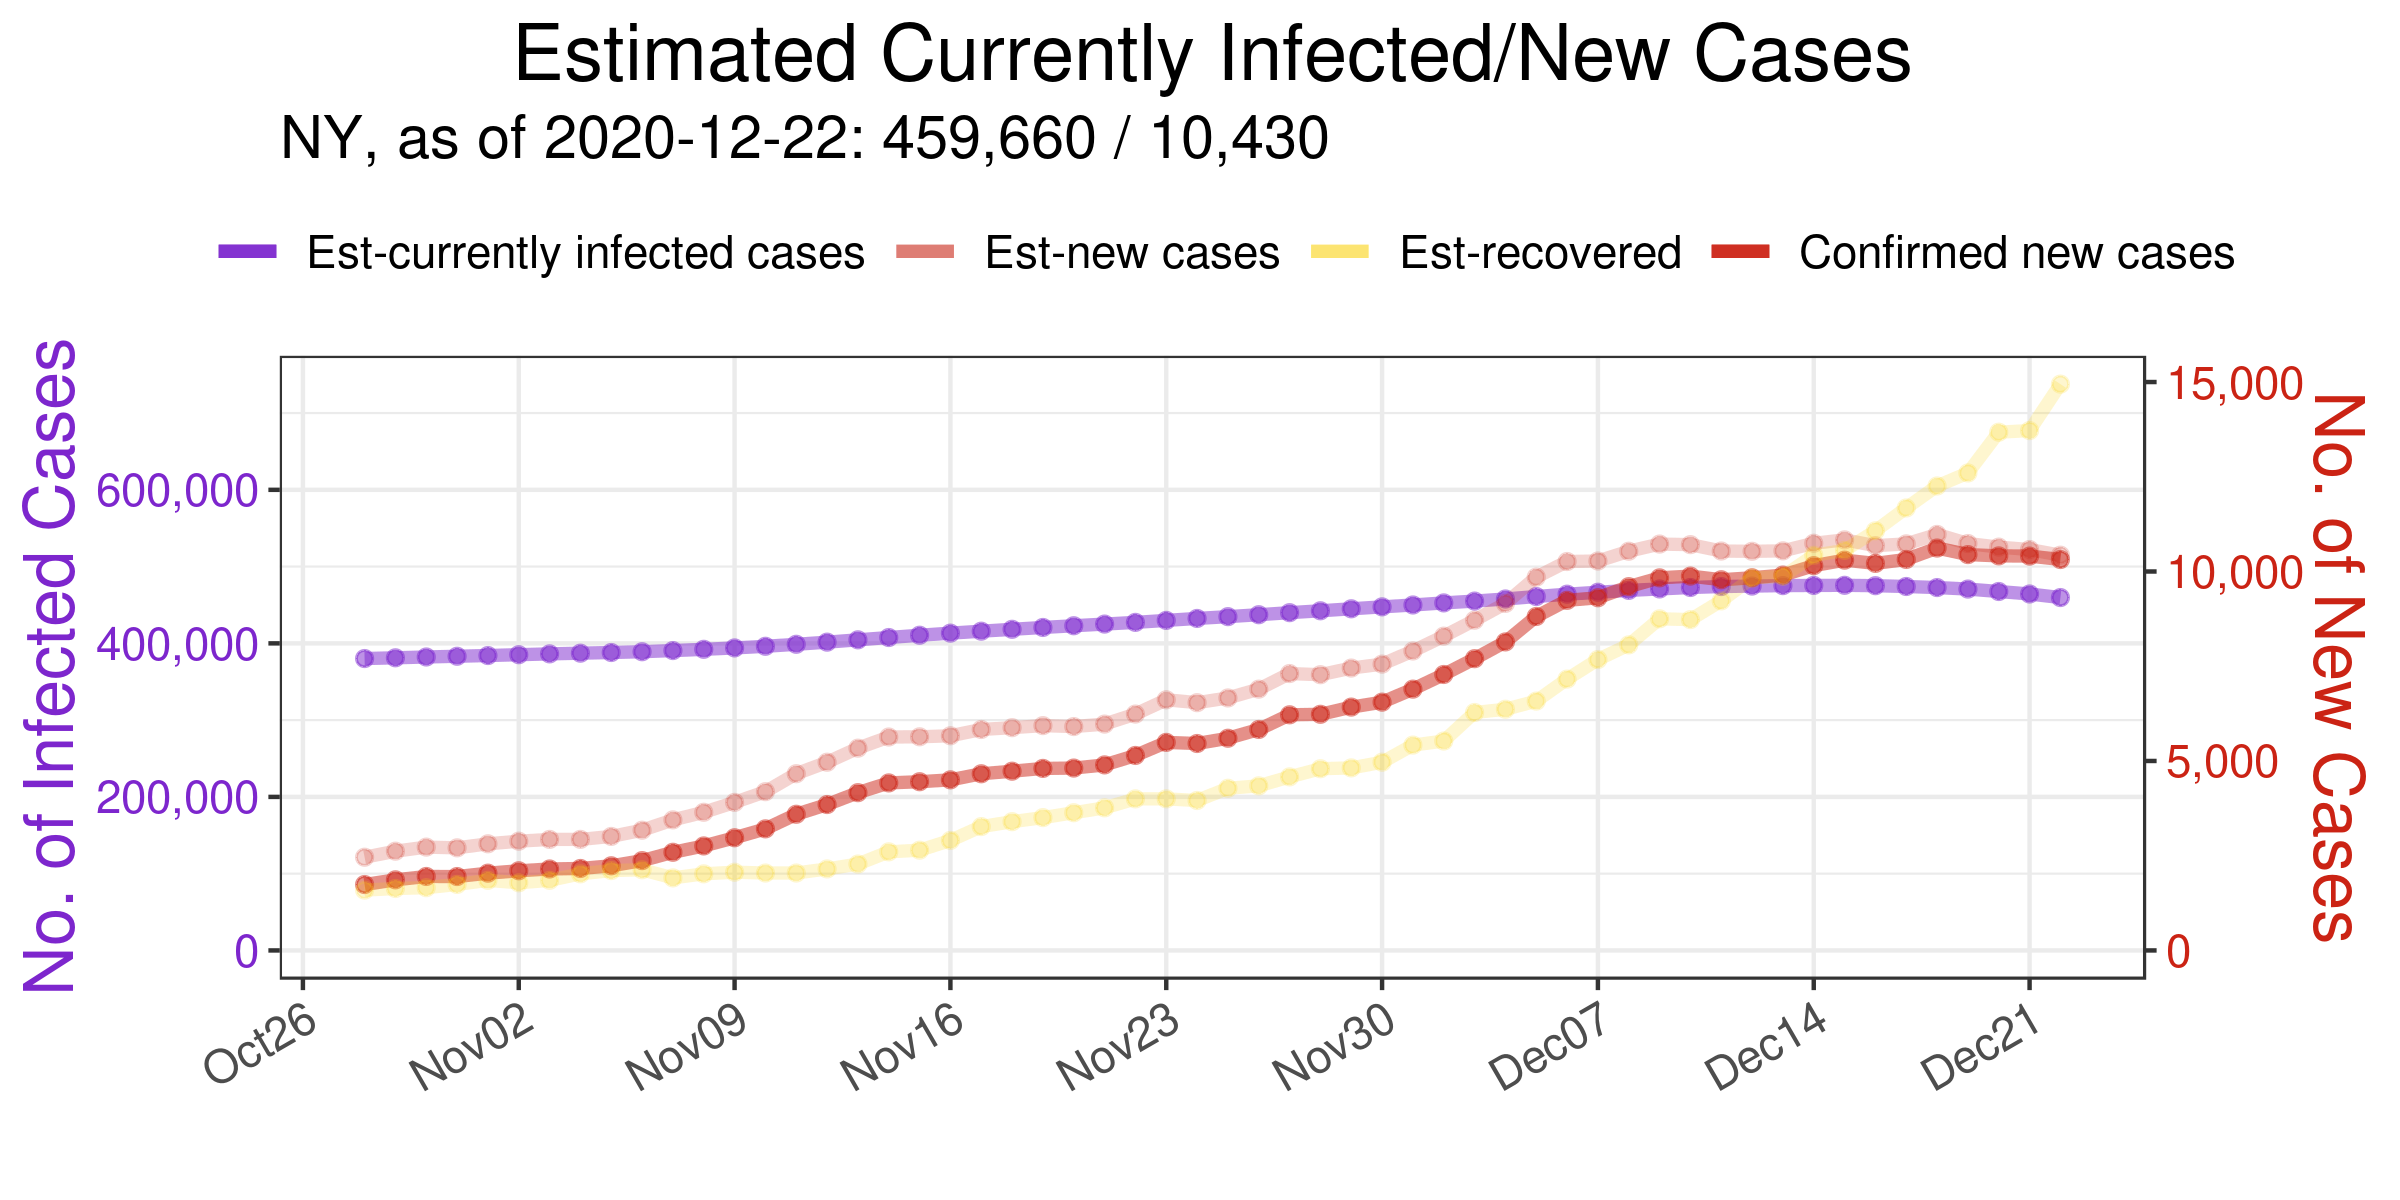 Estimated Currently Infected/New Cases
NY, as of 2020-12-22: 459,660 / 10,430
Est-currently infected cases Est-new cases Est-recovered Confirmed new cases
No. of Infected Cases
600,000
400,000
200,000
0
15,000
10,000
5,000
0
No. of New Cases
Oct26 Nov02 Nov09 Nov16 Nov23 Nov30 Dec07 Dec14 Dec21